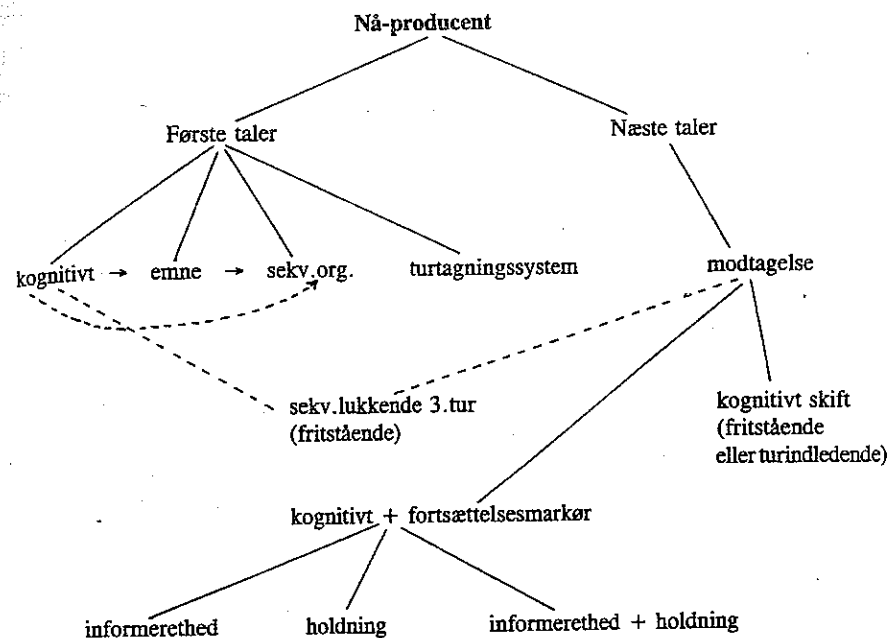 Nå-producent
Første taler
Næste taler
kognitivt → emne → sekv.org.
turtagningssystem
modtagelse
sekv.lukkende 3.tur
(fritstående)
kognitivt skift
(fritstående
eller turindledende)
kognitivt + fortsættelsesmarkør
informerethed
holdning
informerethed + holdning